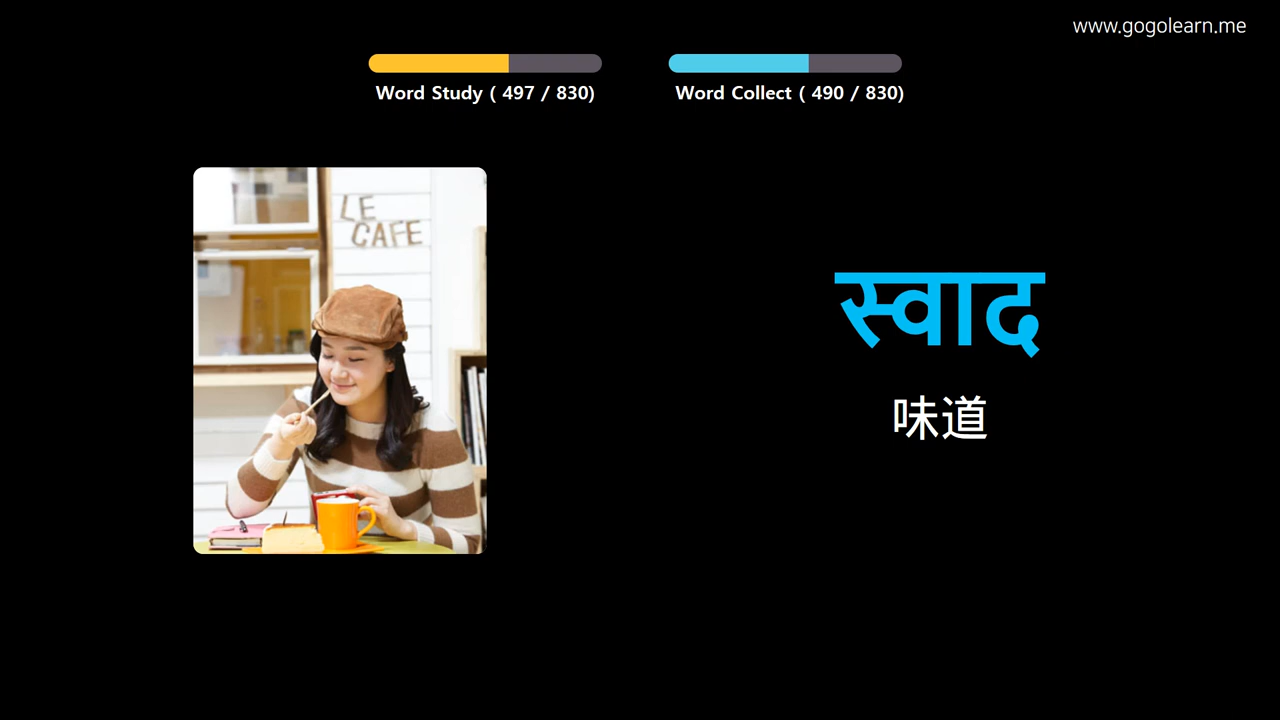 www.gogolearn.me
Word Study ( 497 / 830)
Word Collect ( 490 / 830)
LE
CAFE
स्वाद
味道